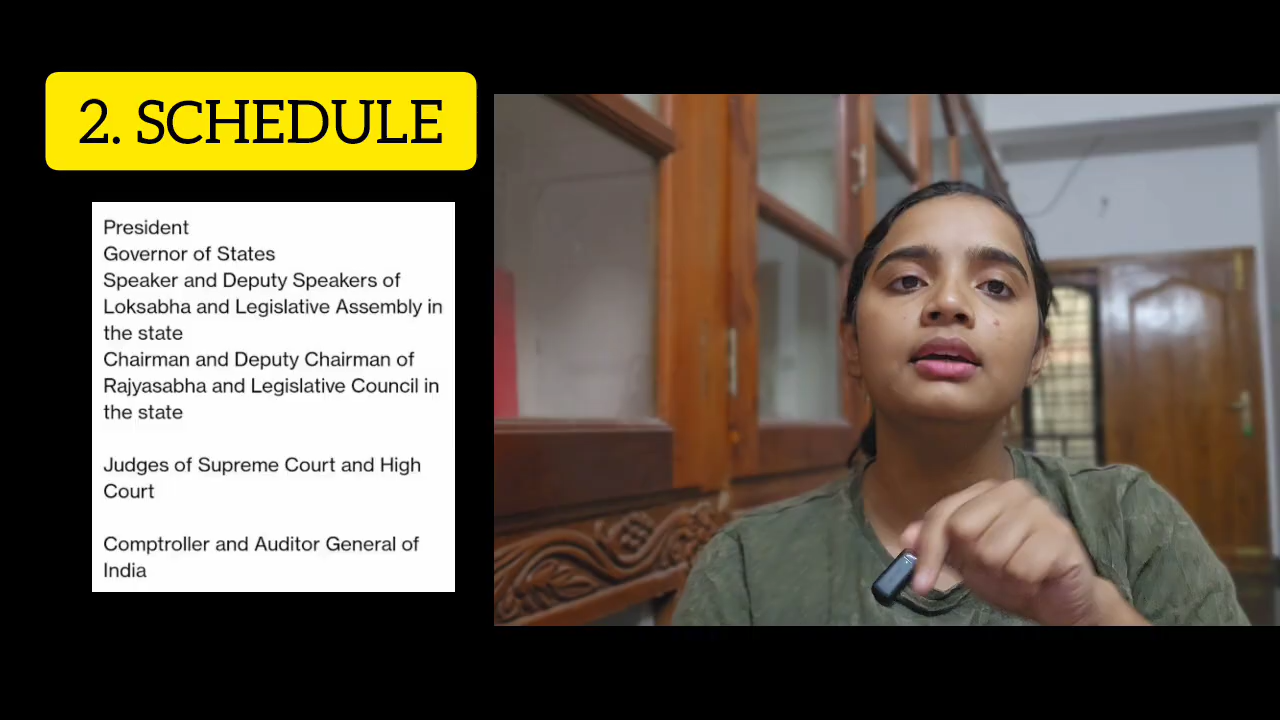 2. SCHEDULE
President
Governor of States
Speaker and Deputy Speakers of
Loksabha and Legislative Assembly in
the state
Chairman and Deputy Chairman of
Rajyasabha and Legislative Council in
the state
Judges of Supreme Court and High
Court
Comptroller and Auditor General of
India